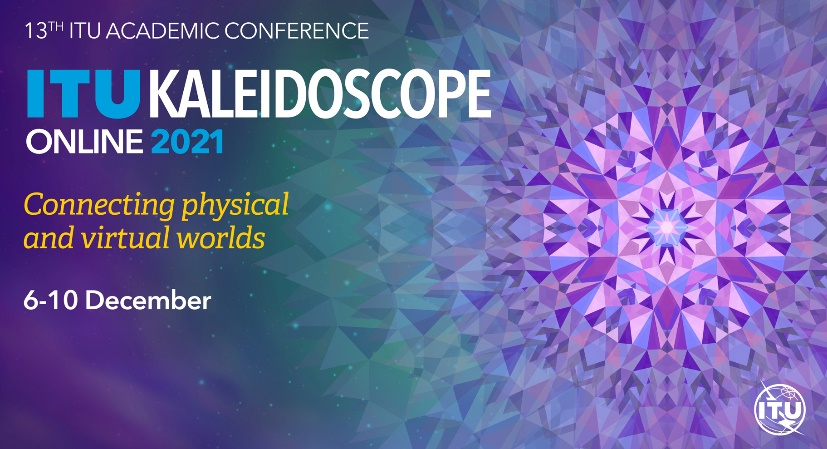 13TH ITU ACADEMIC CONFERENCE
ITU KALEIDOSCOPE
ONLINE 2021
Connecting physical
and virtual worlds
6-10 December
ITU